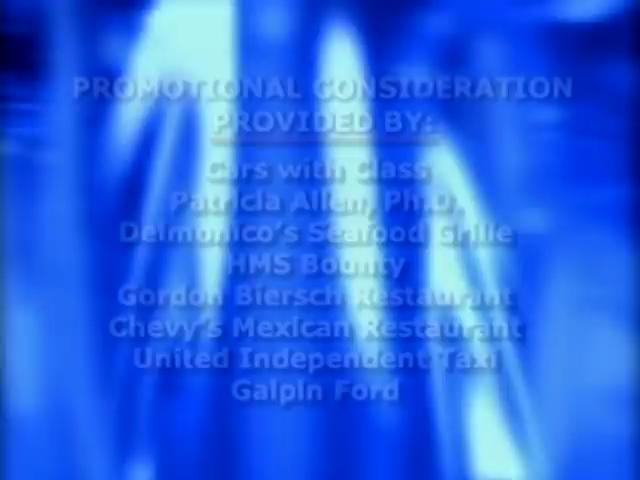 PROMOTIONAL CONSIDERATION
PROVIDED BY:
Cars with Class
Patricia Allen, Ph.D.
Delmonico's Seafood Grille
HMS Bounty
Gordon Biersch Restaurant
Chevy's Mexican Restaurant
United Independent Taxi
Galpin Ford